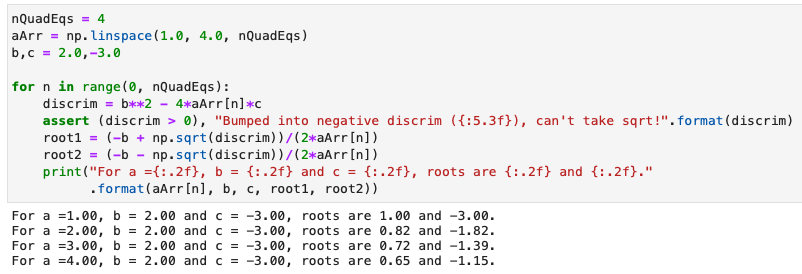 nQuadEqs = 4
aArr = np.linspace(1.0, 4.0, nQuadEqs)
b,c = 2.0,-3.0
for n in range(0, nQuadEqs):
    discrim = b**2 - 4*aArr[n]*c
    assert (discrim > 0), "Bumped into negative discrim ({:5.3f}), can't take sqrt!".format(discrim)
    root1 = (-b + np.sqrt(discrim))/(2*aArr[n])
    root2 = (-b - np.sqrt(discrim))/(2*aArr[n])
    print("For a ={:.2f}, b = {:.2f} and c = {:.2f}, roots are {:.2f} and {:.2f}."
          .format(aArr[n], b, c, root1, root2))
For a =1.00, b = 2.00 and c = -3.00, roots are 1.00 and -3.00.
For a =2.00, b = 2.00 and c = -3.00, roots are 0.82 and -1.82.
For a =3.00, b = 2.00 and c = -3.00, roots are 0.72 and -1.39.
For a =4.00, b = 2.00 and c = -3.00, roots are 0.65 and -1.15.